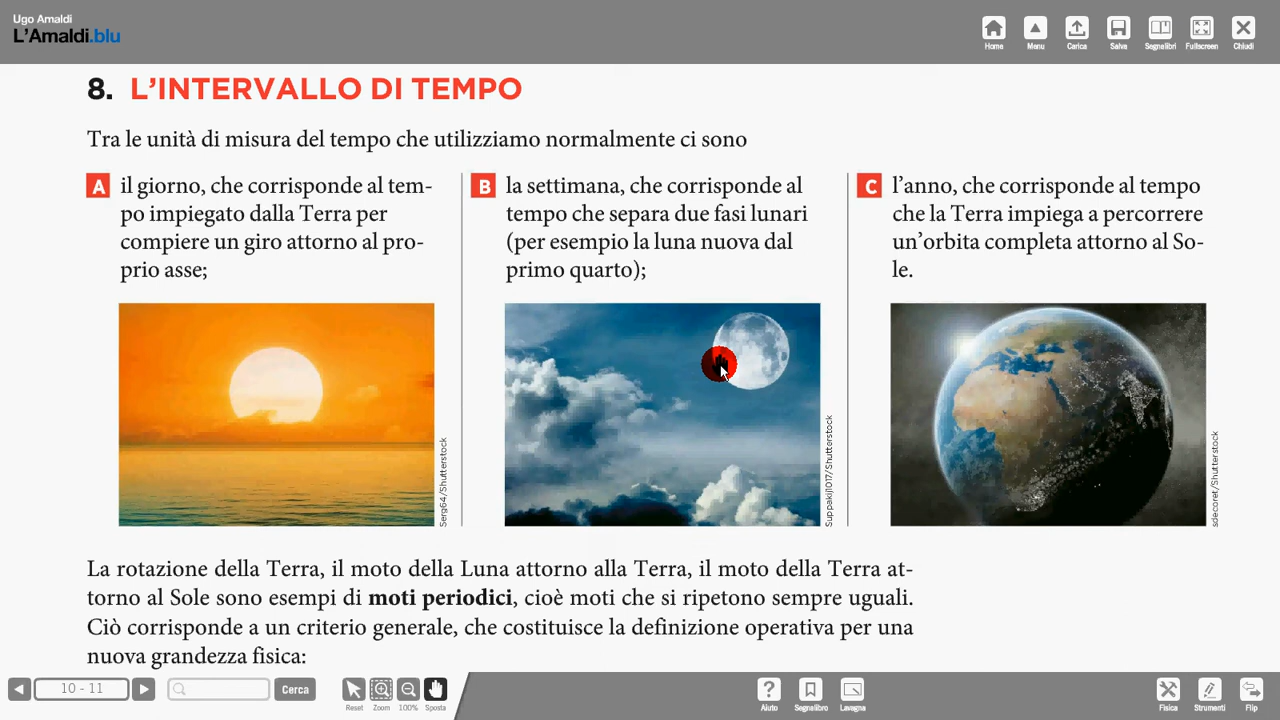 Ugo Amaldi
L'Amaldi.blu
Home Menu Carica Salva Segnalibri Fullscreen Chiudi
8. L'INTERVALLO DI TEMPO
Tra le unità di misura del tempo che utilizziamo normalmente ci sono
A il giorno, che corrisponde al tem-
po impiegato dalla Terra per
compiere un giro attorno al pro-
prio asse;
B la settimana, che corrisponde al
tempo che separa due fasi lunari
(per esempio la luna nuova dal
primo quarto);
C l'anno, che corrisponde al tempo
che la Terra impiega a percorrere
un'orbita completa attorno al So-
le.
Serg64/Shutterstock
Suppakij1017/Shutterstock
sdecoret/Shutterstock
La rotazione della Terra, il moto della Luna attorno alla Terra, il moto della Terra at-
torno al Sole sono esempi di moti periodici, cioè moti che si ripetono sempre uguali.
Ciò corrisponde a un criterio generale, che costituisce la definizione operativa per una
nuova grandezza fisica:
10 - 11 Cerca Reset Zoom 100% Sposta Aiuto Segnalibro Lavagna Fisica Strumenti Flip